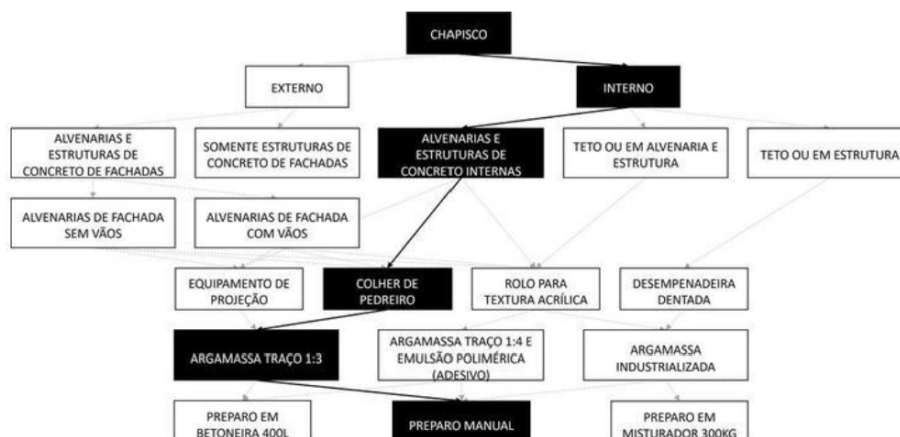 CHAPISCO
EXTERNO
INTERNO
ALVENARIAS E
ESTRUTURAS DE
CONCRETO DE FACHADAS
SOMENTE ESTRUTURAS DE
CONCRETO DE FACHADAS
ALVENARIAS E
ESTRUTURAS DE
CONCRETO INTERNAS
TETO OU EM ALVENARIA E
ESTRUTURA
TETO OU EM ESTRUTURA
ALVENARIAS DE FACHADA
SEM VÃOS
ALVENARIAS DE FACHADA
COM VÃOS
EQUIPAMENTO DE
PROJEÇÃO
COLHER DE
PEDREIRO
ROLO PARA
TEXTURA ACRÍLICA
DESEMPENADEIRA
DENTADA
ARGAMASSA TRAÇO 1:3
ARGAMASSA TRAÇO 1:4 E
EMULSÃO POLIMÉRICA
(ADESIVO)
ARGAMASSA
INDUSTRIALIZADA
PREPARO EM
BETONEIRA 400L
PREPARO MANUAL
PREPARO EM
MISTURADOR 300KG